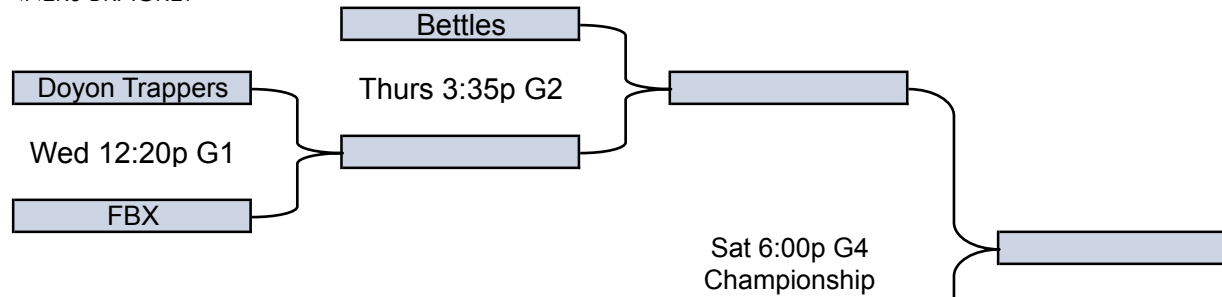 Bettles
Doyon Trappers
Thurs 3:35p G2
Wed 12:20p G1
FBX
Sat 6:00p G4
Championship